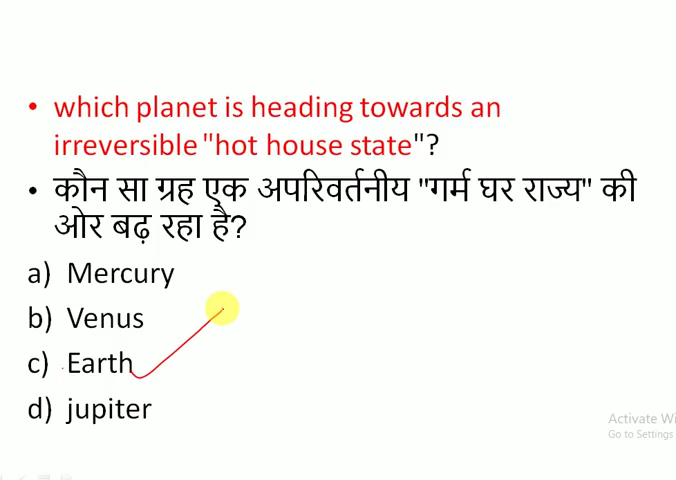 • which planet is heading towards an
irreversible "hot house state"?
• कौन सा ग्रह एक अपरिवर्तनीय "गर्म घर राज्य" की
ओर बढ़ रहा है?
a) Mercury
b) Venus
c) Earth
d) jupiter
Activate Wi
Go to Settings